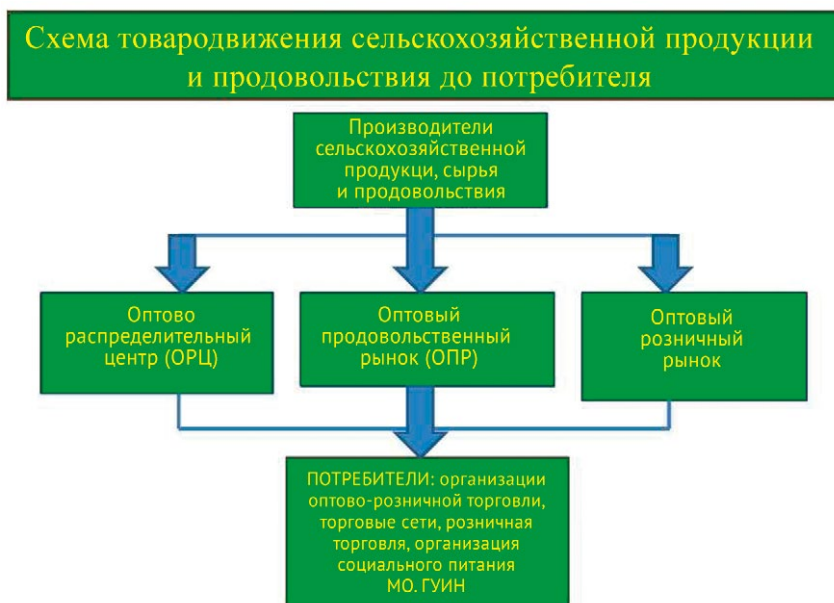 Схема товародвижения сельскохозяйственной продукции
и продовольствия до потребителя
Производители
сельскохозяйственной
продукци, сырья
и продовольствия
Оптово
распределительный
центр (ОРЦ)
Оптовый
продовольственный
рынок (ОПР)
Оптовый
розничный
рынок
ПОТРЕБИТЕЛИ: организации
оптово-розничной торговли,
торговые сети, розничная
торговля, организация
социального питания
МО. ГУИН